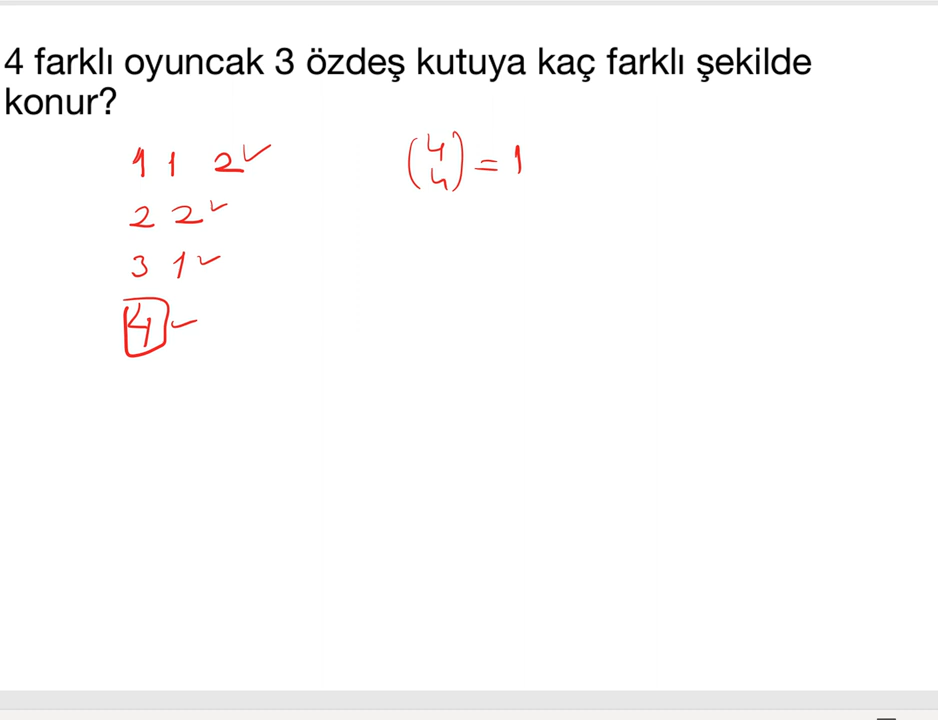 4 farklı oyuncak 3 özdeş kutuya kaç farklı şekilde
konur?
1 1 2 ✓
(4 4) = 1
2 2 ✓
3 1 ✓
4 ✓